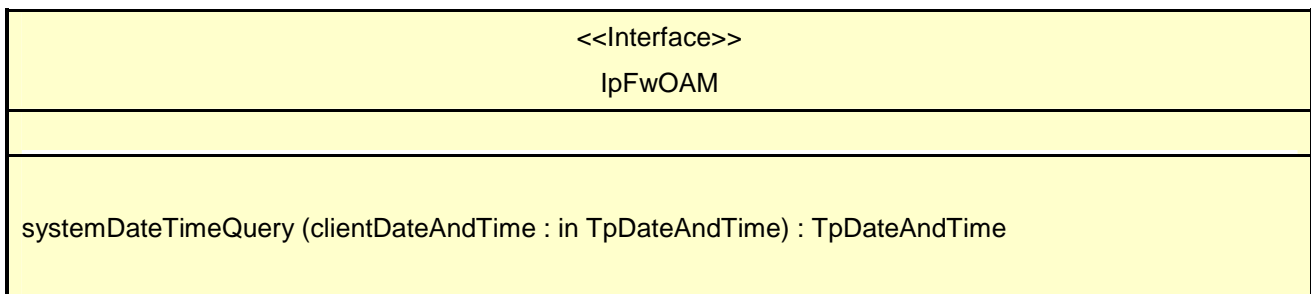 <<Interface>>
IpFwOAM
systemDateTimeQuery (clientDateAndTime : in TpDateAndTime) : TpDateAndTime